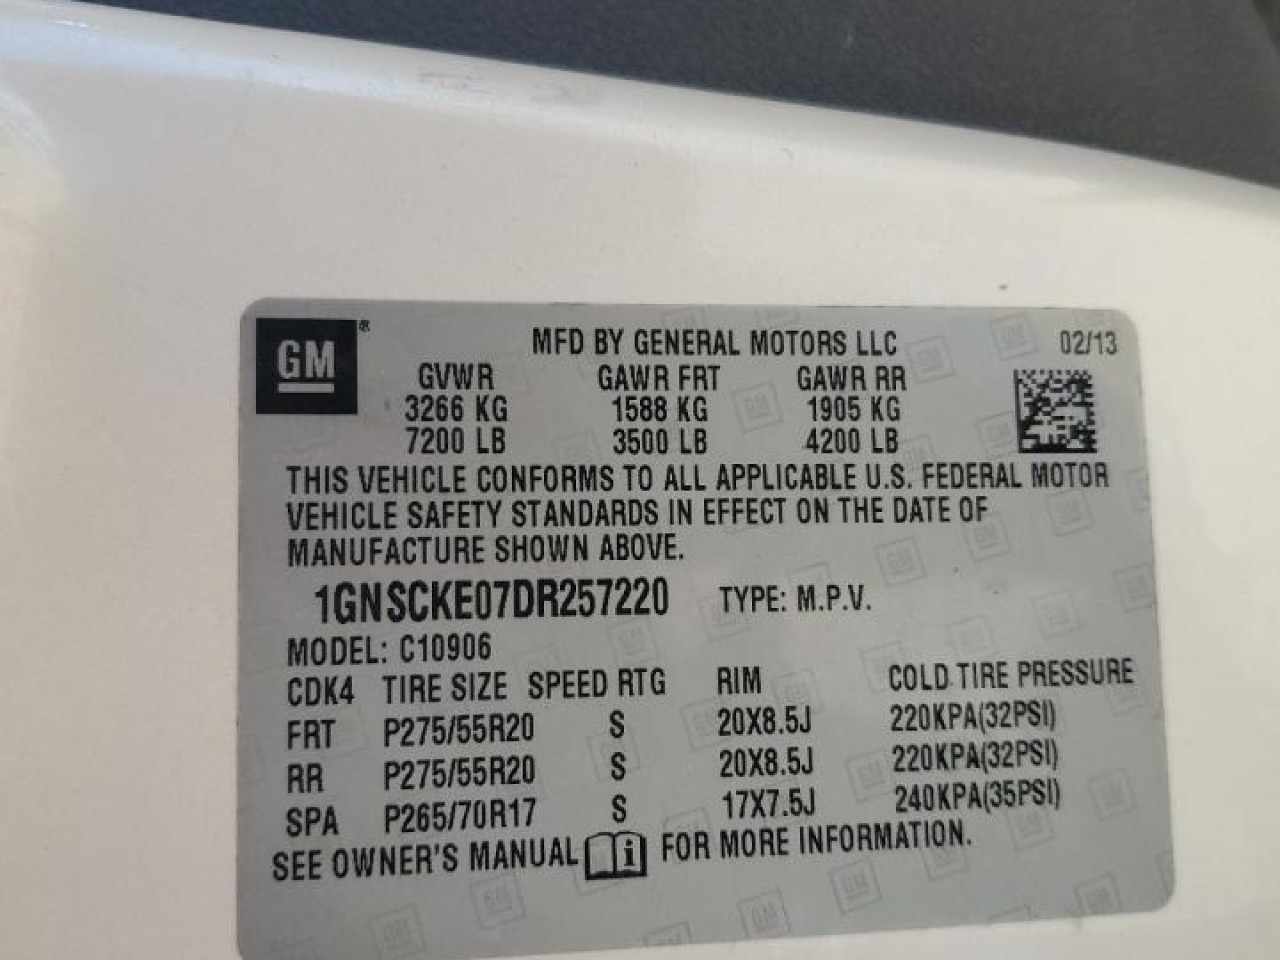 GM®
MFD BY GENERAL MOTORS LLC 02/13
GVWR GAWR FRT GAWR RR
3266 KG 1588 KG 1905 KG
7200 LB 3500 LB 4200 LB
THIS VEHICLE CONFORMS TO ALL APPLICABLE U.S. FEDERAL MOTOR
VEHICLE SAFETY STANDARDS IN EFFECT ON THE DATE OF
MANUFACTURE SHOWN ABOVE.
1GNSCKE07DR257220 TYPE: M.P.V.
MODEL: C10906
CDK4 TIRE SIZE SPEED RTG RIM COLD TIRE PRESSURE
FRT P275/55R20 S 20X8.5J 220KPA(32PSI)
RR P275/55R20 S 20X8.5J 220KPA(32PSI)
SPA P265/70R17 S 17X7.5J 240KPA(35PSI)
SEE OWNER'S MANUAL i FOR MORE INFORMATION.